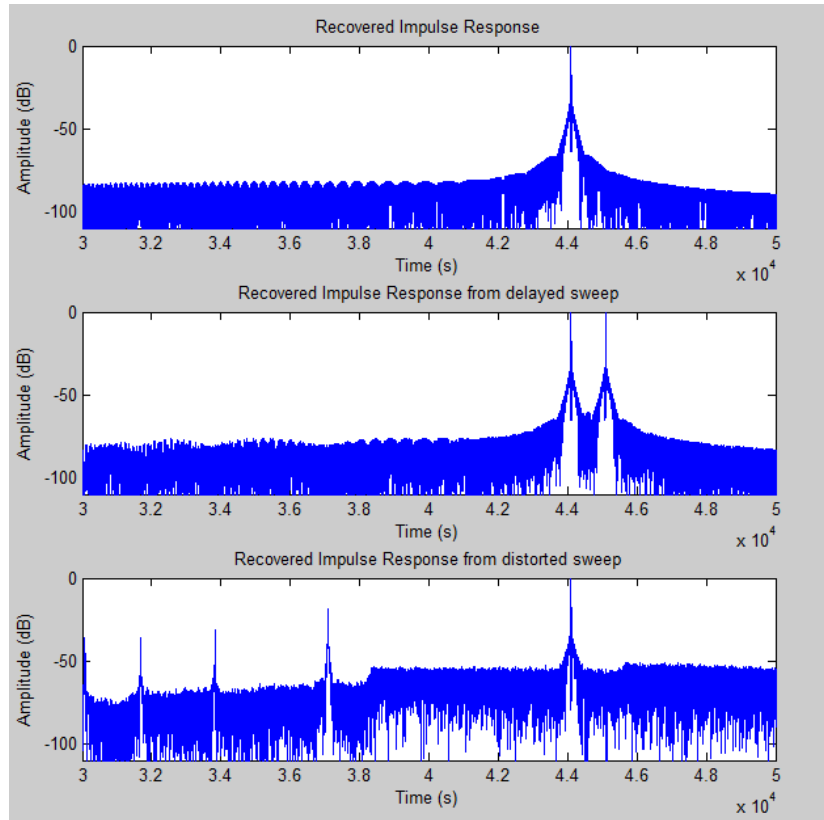 Recovered Impulse Response
Amplitude (dB)
0
-50
-100
3 3.2 3.4 3.6 3.8 4 4.2 4.4 4.6 4.8 5
Time (s)
x 10^4
Recovered Impulse Response from delayed sweep
Amplitude (dB)
0
-50
-100
3 3.2 3.4 3.6 3.8 4 4.2 4.4 4.6 4.8 5
Time (s)
x 10^4
Recovered Impulse Response from distorted sweep
Amplitude (dB)
0
-50
-100
3 3.2 3.4 3.6 3.8 4 4.2 4.4 4.6 4.8 5
Time (s)
x 10^4